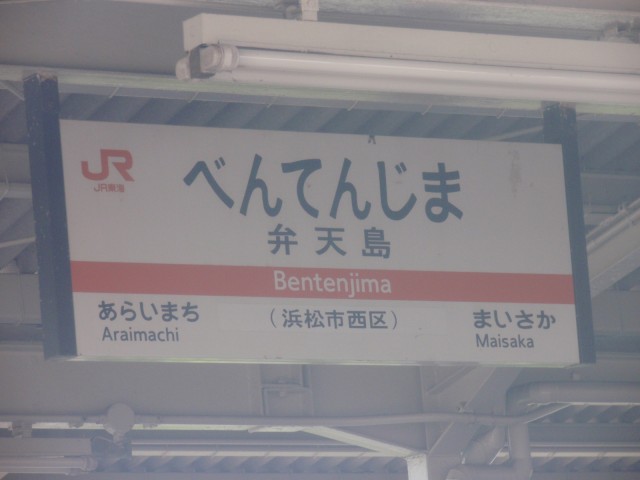 JR
JR東海
べんてんじま
弁天島
Bentenjima
あらいまち
Araimachi
(浜松市西区)
まいさか
Maisaka